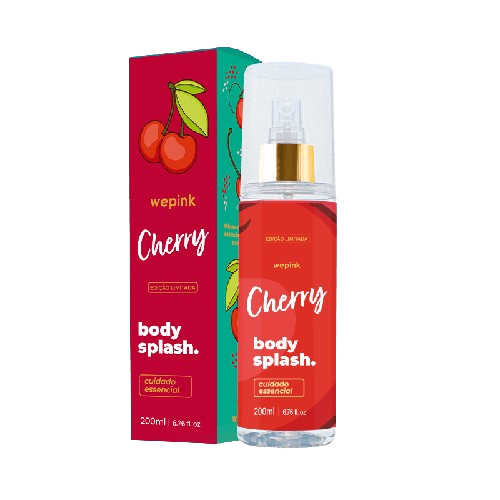 wepink
Cherry
EDIÇÃO LIMITADA
body
splash.
cuidado
essencial
200ml | 6.76 fl. oz
EDIÇÃO LIMITADA
wepink.
Cherry
body
splash.
cuidado
essencial
200ml | 6.76 fl. oz